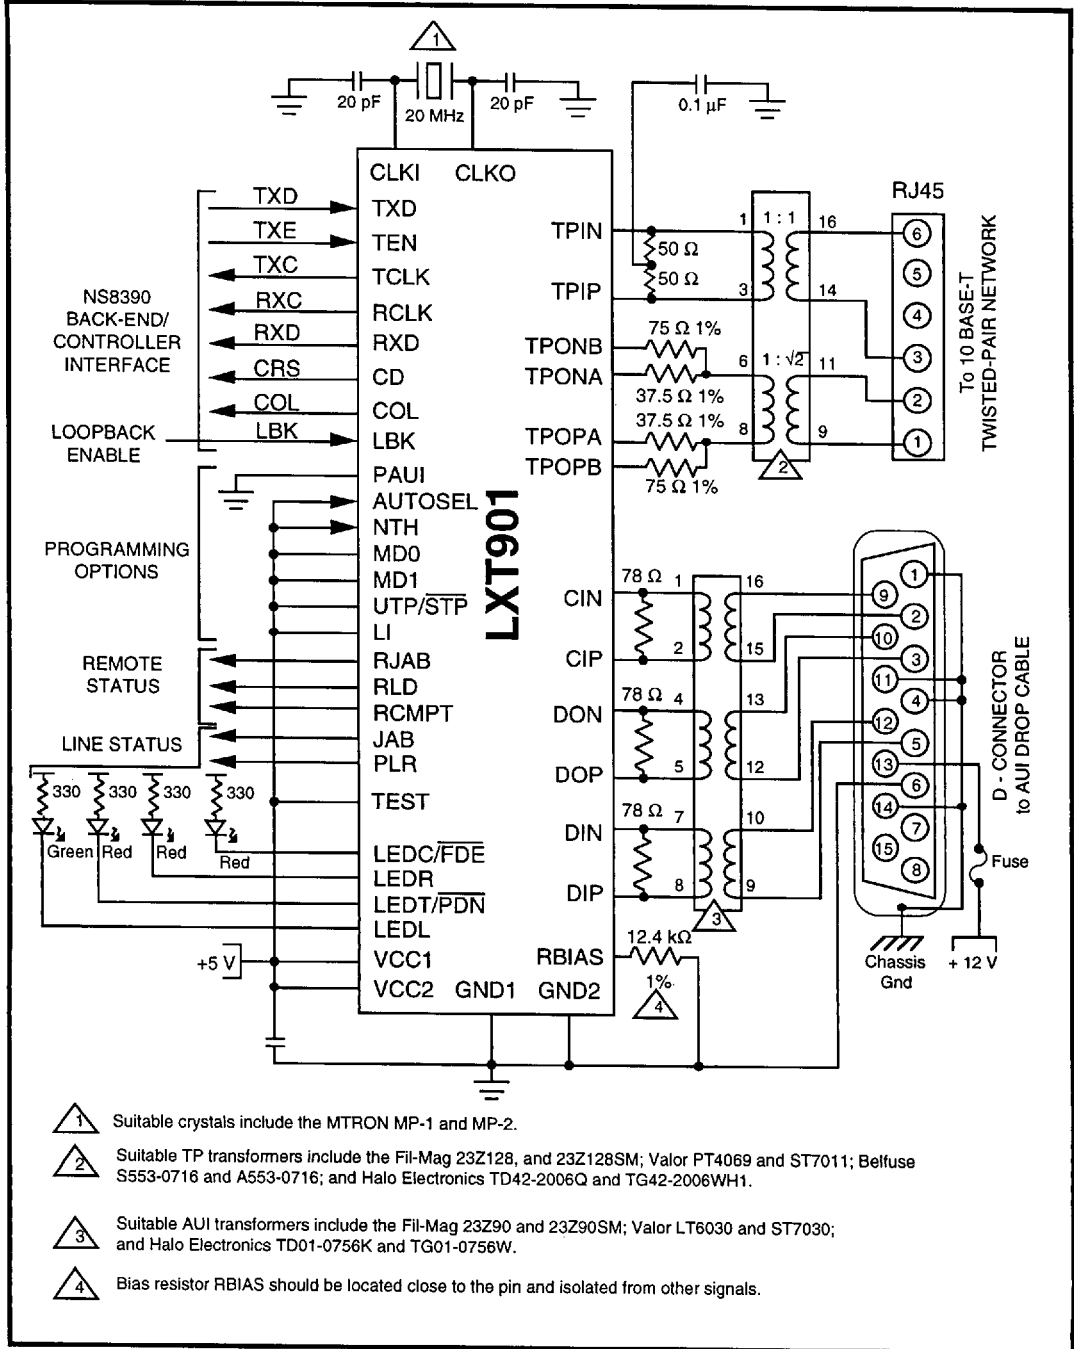 1
20 pF
20 MHz
20 pF
0.1 µF
CLKI CLKO
RJ45
TXD TXD
TXE TEN
TXC TCLK
RXC RCLK
RXD RXD
CRS CD
COL COL
LBK LBK
NS8390
BACK-END/
CONTROLLER
INTERFACE
LOOPBACK
ENABLE
TPIN
TPIP
50 Ω
50 Ω
1 1 : 1 16
3 14
TPONB 75 Ω 1%
TPONA 37.5 Ω 1%
TPOPA 37.5 Ω 1%
TPOPB 75 Ω 1%
6 1 : √2 11
8 9
2
6
5
4
3
2
1
To 10 BASE-T
TWISTED-PAIR NETWORK
PAUI
AUTOSEL
NTH
MD0
MD1
UTP/STP
LI
PROGRAMMING
OPTIONS
LXT901
REMOTE
STATUS
RJAB
RLD
RCMPT
LINE STATUS
JAB
PLR
330 330 330 330
Green Red Red Red
TEST
LEDC/FDE
LEDR
LEDT/PDN
LEDL
+5 V
VCC1
VCC2 GND1 GND2
CIN 78 Ω 1 16
CIP 2 15
DON 78 Ω 4 13
DOP 5 12
DIN 78 Ω 7 10
DIP 8 9
3
RBIAS 12.4 kΩ
1%
4
1
9
2
10
3
11
4
12
5
13
6
14
7
15
8
D - CONNECTOR
to AUI DROP CABLE
Fuse
Chassis
Gnd
+ 12 V
1 Suitable crystals include the MTRON MP-1 and MP-2.
2 Suitable TP transformers include the Fil-Mag 23Z128, and 23Z128SM; Valor PT4069 and ST7011; Belfuse
S553-0716 and A553-0716; and Halo Electronics TD42-2006Q and TG42-2006WH1.
3 Suitable AUI transformers include the Fil-Mag 23Z90 and 23Z90SM; Valor LT6030 and ST7030;
and Halo Electronics TD01-0756K and TG01-0756W.
4 Bias resistor RBIAS should be located close to the pin and isolated from other signals.